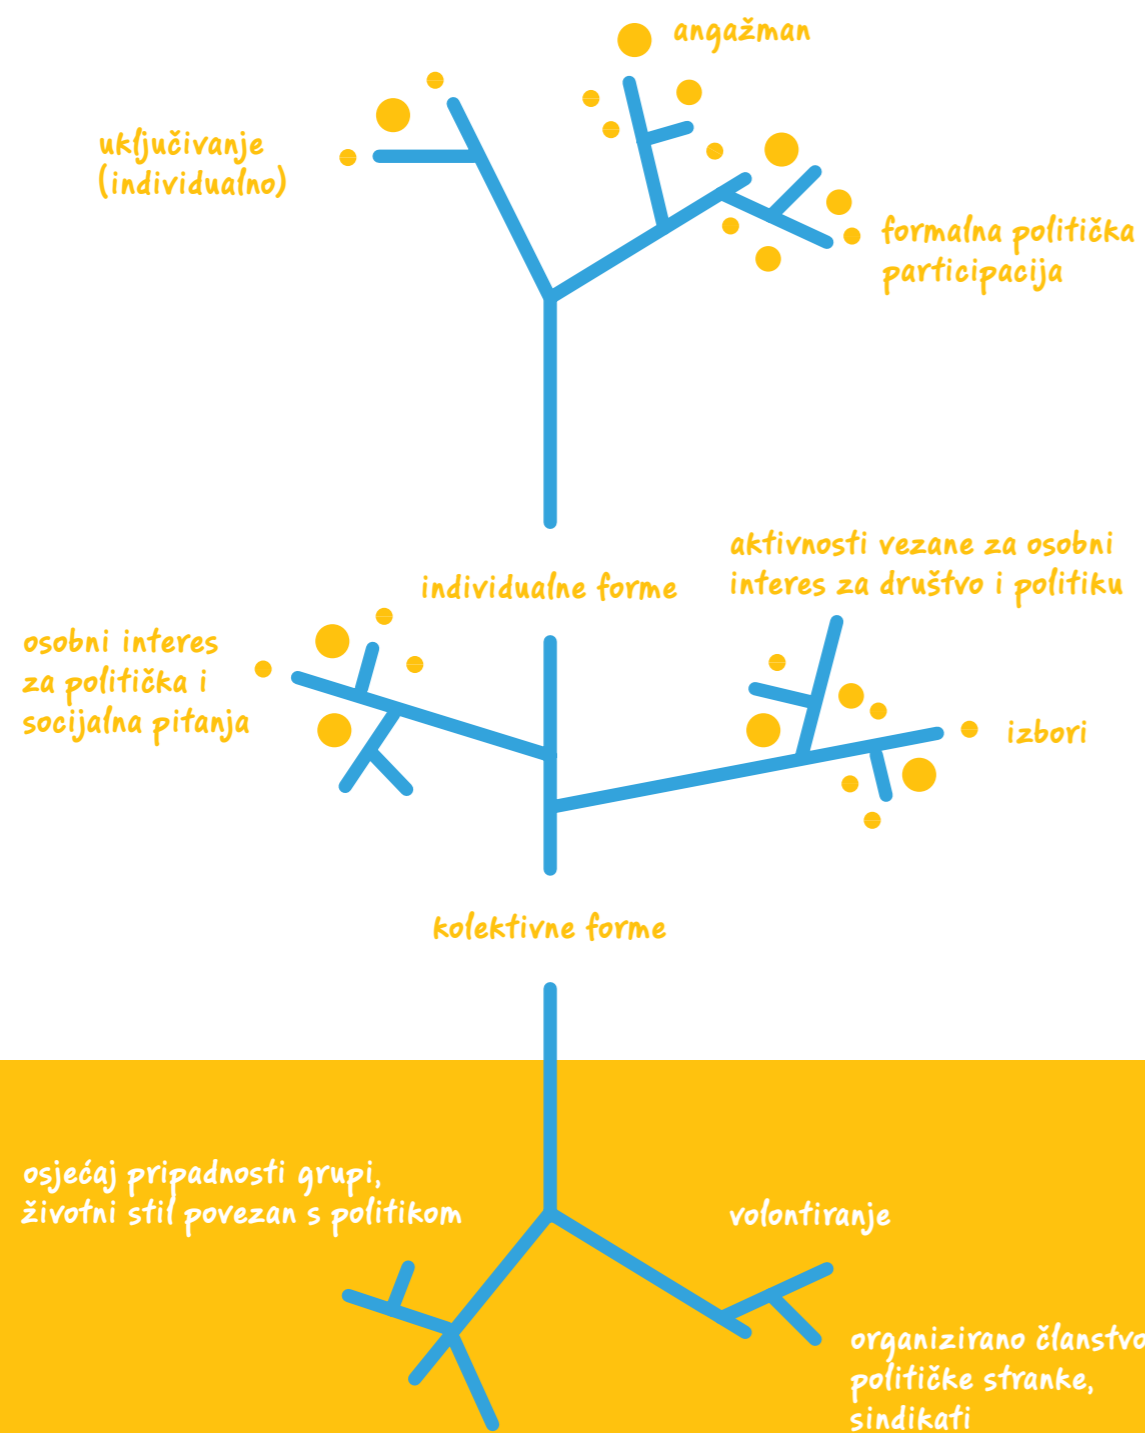 angažman
uključivanje
(individualno)
formalna politička
participacija
individualne forme
aktivnosti vezane za osobni
interes za društvo i politiku
osobni interes
za politička i
socijalna pitanja
izbori
kolektivne forme
osjećaj pripadnosti grupi,
životni stil povezan s politikom
volontiranje
organizirano članstvo
političke stranke,
sindikati